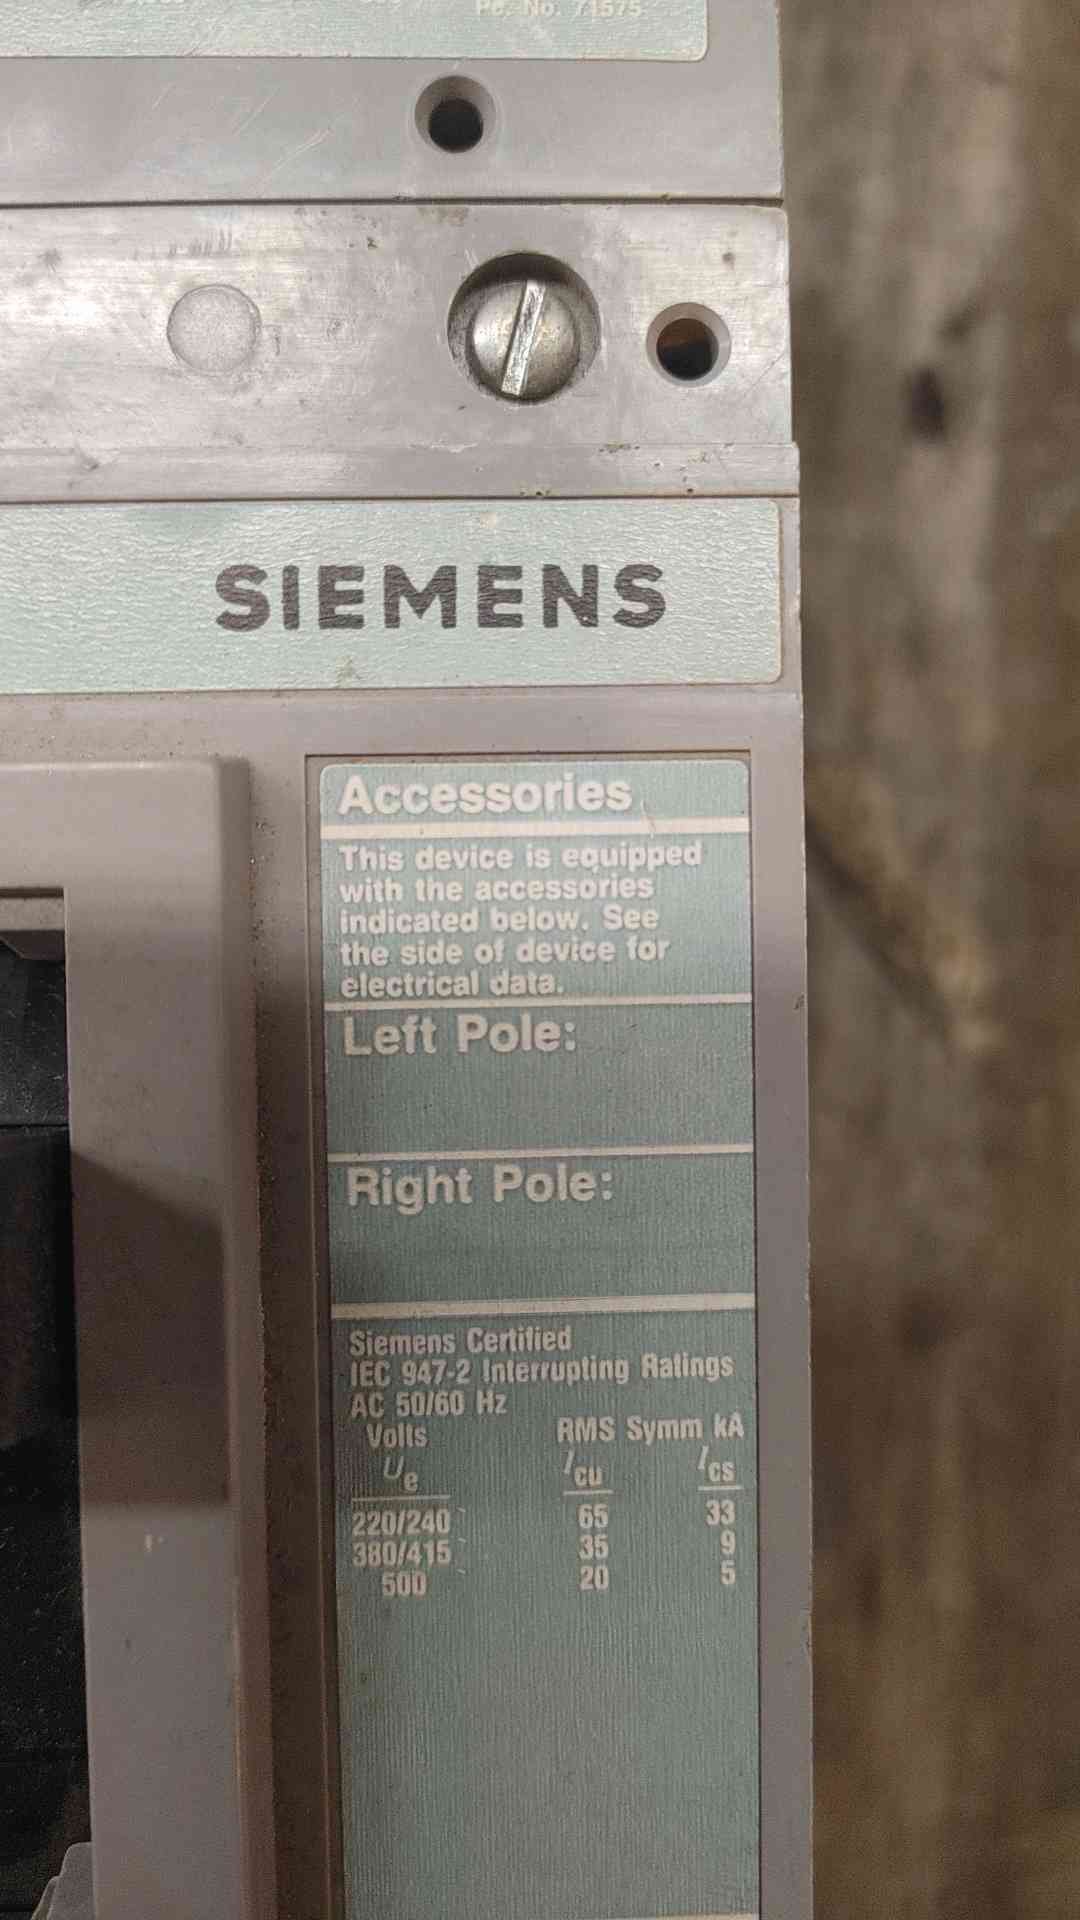 Pc. No. 71575
SIEMENS
Accessories
This device is equipped
with the accessories
indicated below. See
the side of device for
electrical data.
Left Pole:
Right Pole:
Siemens Certified
IEC 947-2 Interrupting Ratings
AC 50/60 Hz
Volts RMS Symm kA
Ue Icu Ics
220/240 65 33
380/415 35 9
500 20 5